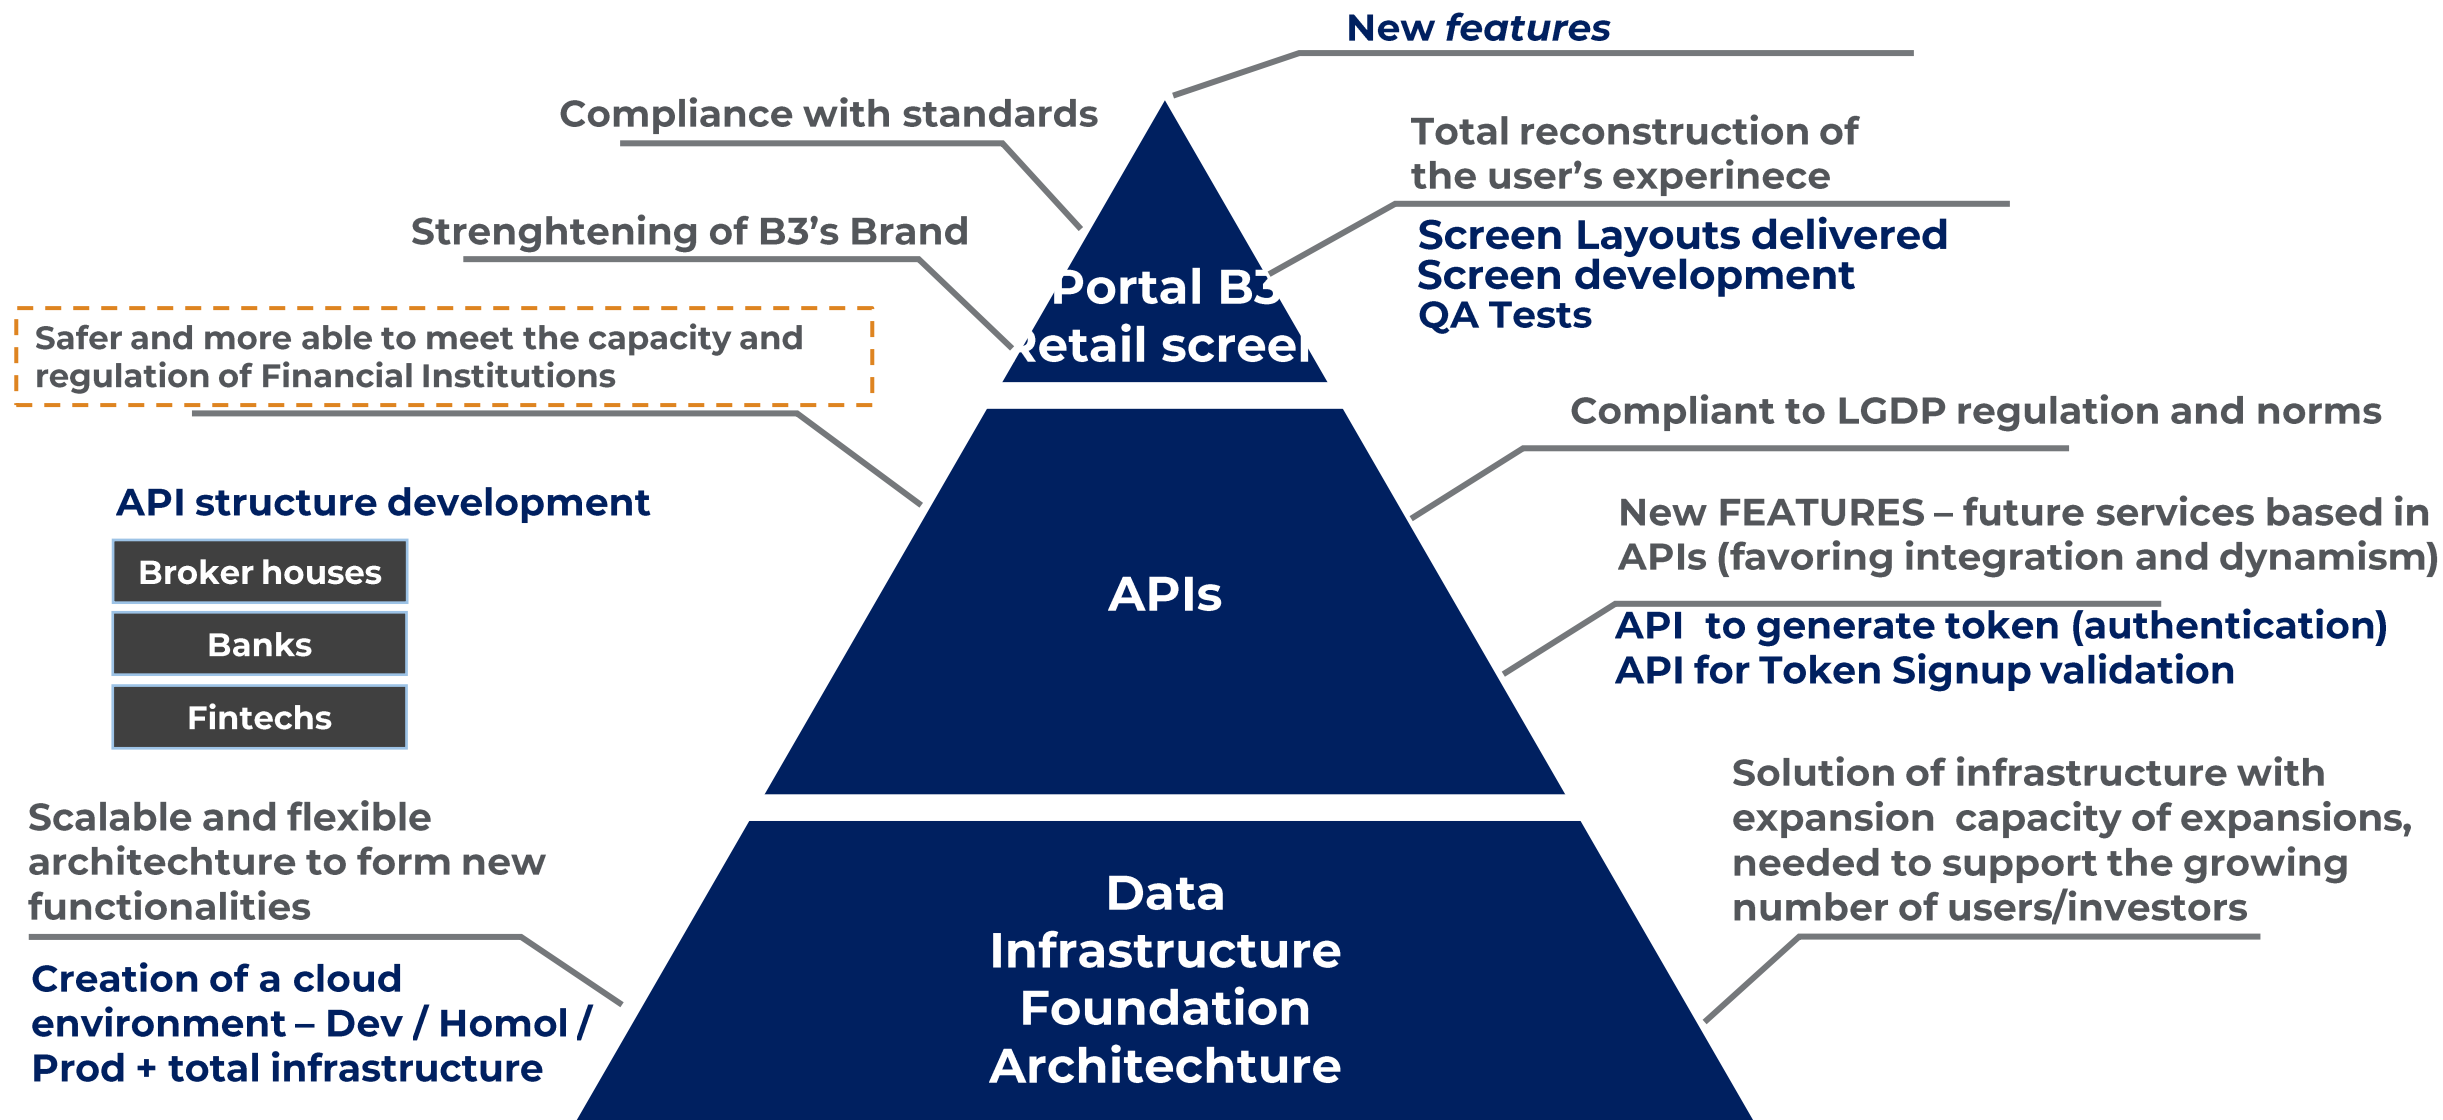 New features
Compliance with standards
Total reconstruction of
the user’s experinece
Strenghtening of B3’s Brand
Screen Layouts delivered
Screen development
QA Tests
Portal B3
Retail screen
Safer and more able to meet the capacity and
regulation of Financial Institutions
Compliant to LGDP regulation and norms
API structure development
Broker houses
Banks
Fintechs
New FEATURES – future services based in
APIs (favoring integration and dynamism)
APIs
API to generate token (authentication)
API for Token Signup validation
Scalable and flexible
architechture to form new
functionalities
Solution of infrastructure with
expansion capacity of expansions,
needed to support the growing
number of users/investors
Data
Infrastructure
Foundation
Architechture
Creation of a cloud
environment – Dev / Homol /
Prod + total infrastructure